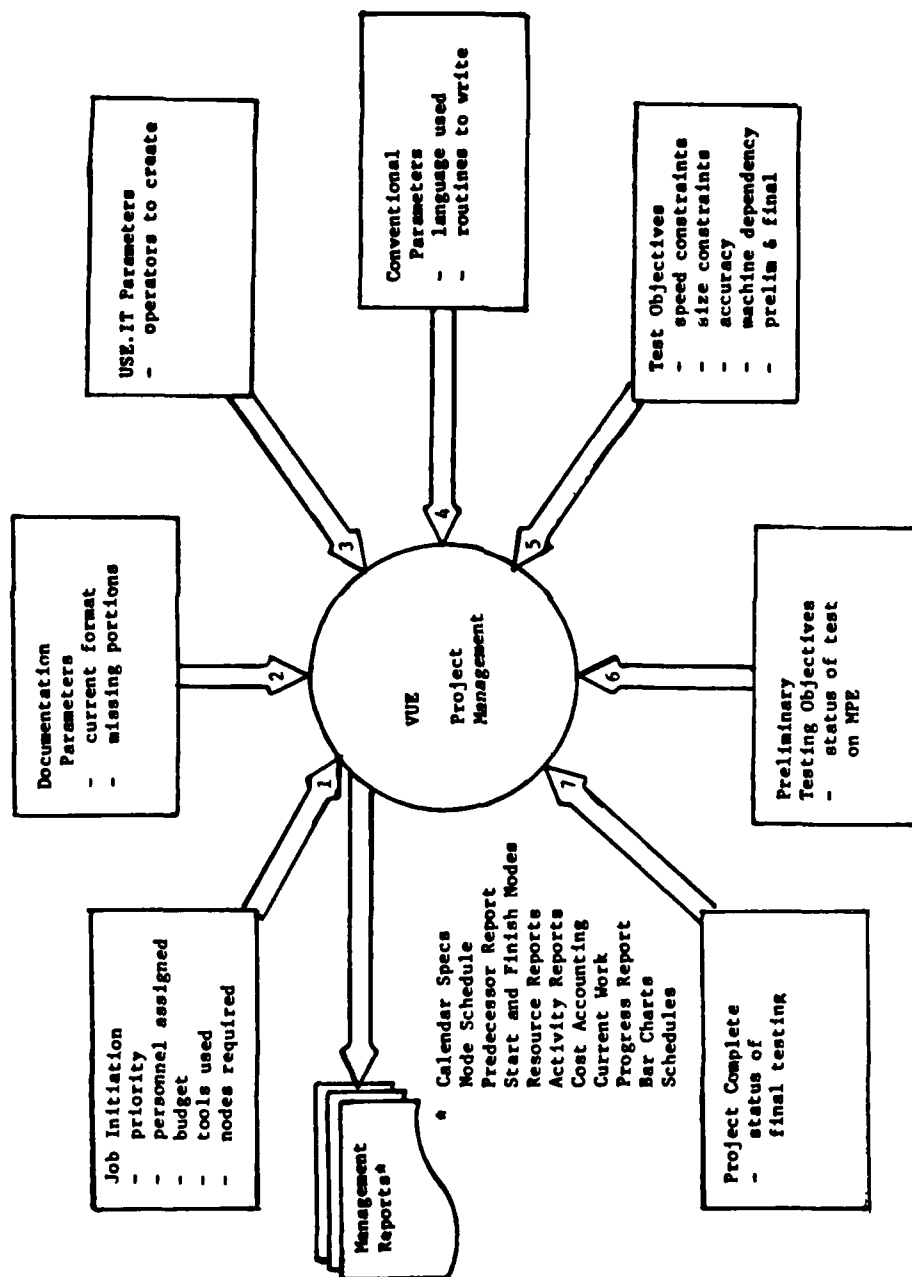 Job Initiation
- priority
- personnel assigned
- budget
- tools used
- nodes required
Documentation
Parameters
- current format
- missing portions
USE.IT Parameters
- operators to create
Conventional
Parameters
- language used
- routines to write
Test Objectives
- speed constraints
- size constraints
- accuracy
- machine dependency
- prelim & final
Preliminary
Testing Objectives
- status of test
on MPE
Project Complete
- status of
final testing
1
2
3
4
5
6
7
VUE
Project
Management
Management
Reports*
* Calendar Specs
Node Schedule
Predecessor Report
Start and Finish Nodes
Resource Reports
Activity Reports
Cost Accounting
Current Work
Progress Report
Bar Charts
Schedules